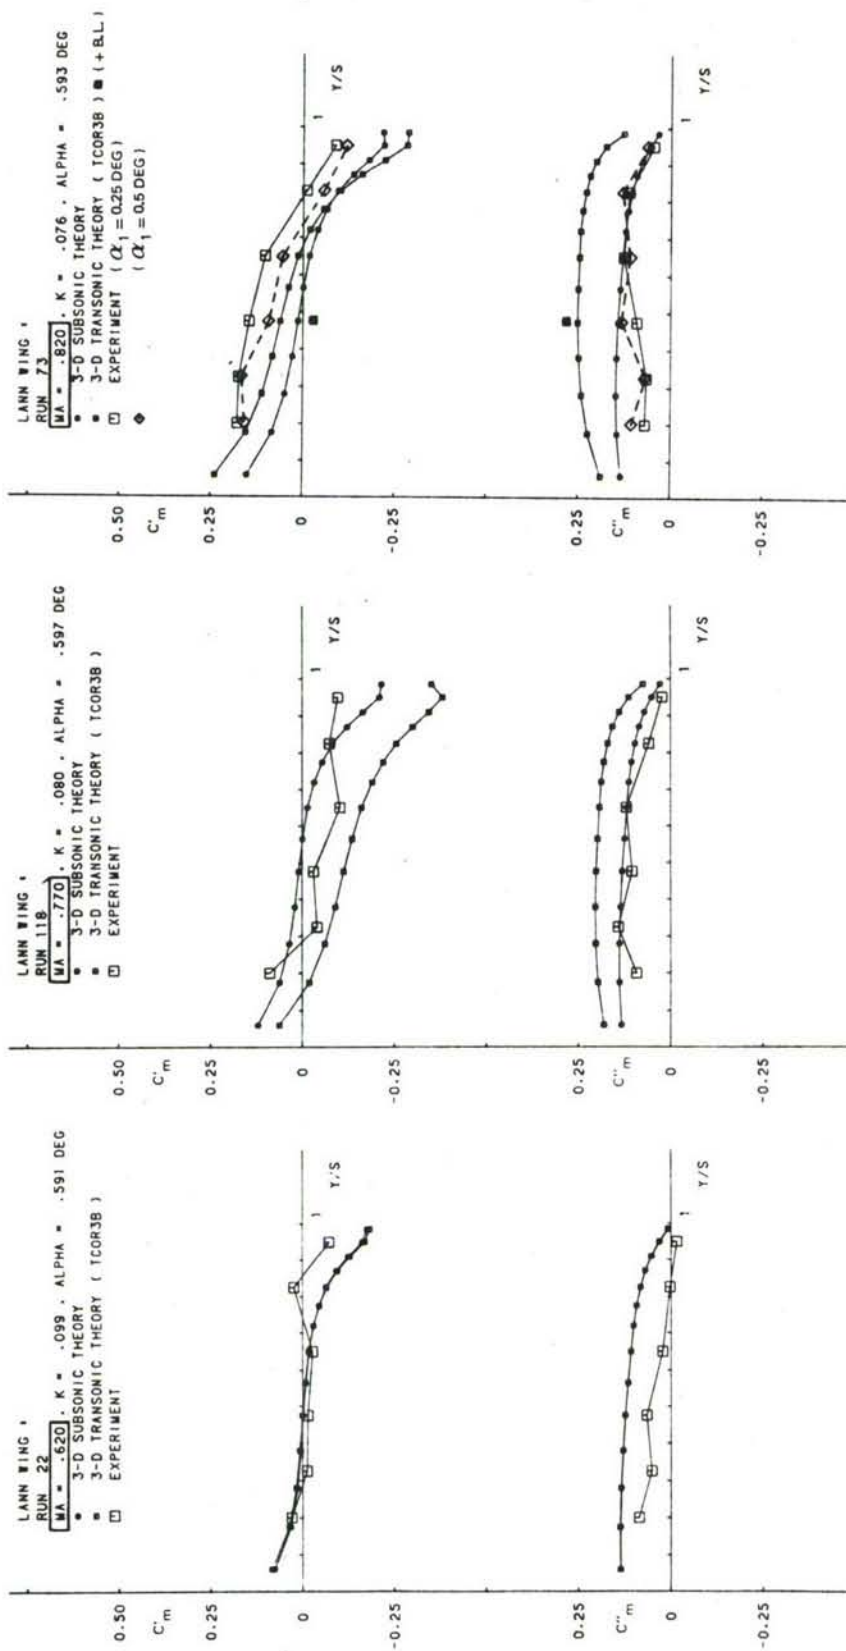 LANN WING :
RUN 22
MA = .620 . K = .099 . ALPHA = .591 DEG
3-D SUBSONIC THEORY
3-D TRANSONIC THEORY ( TCOR3B )
EXPERIMENT
0.50
C'm
0.25
0
-0.25
1
Y/S
0.25
C''m
0
-0.25
1
Y/S
LANN WING :
RUN 118
MA = .770 . K = .080 . ALPHA = .597 DEG
3-D SUBSONIC THEORY
3-D TRANSONIC THEORY ( TCOR3B )
EXPERIMENT
0.50
C'm
0.25
0
-0.25
1
Y/S
0.25
C''m
0
-0.25
1
Y/S
LANN WING :
RUN 73
MA = .820 . K = .076 . ALPHA = .593 DEG
3-D SUBSONIC THEORY
3-D TRANSONIC THEORY ( TCOR3B ) (+B.L.)
EXPERIMENT (α1 = 0.25 DEG)
(α1 = 0.5 DEG)
0.50
C'm
0.25
0
-0.25
1
Y/S
0.25
C''m
0
-0.25
1
Y/S